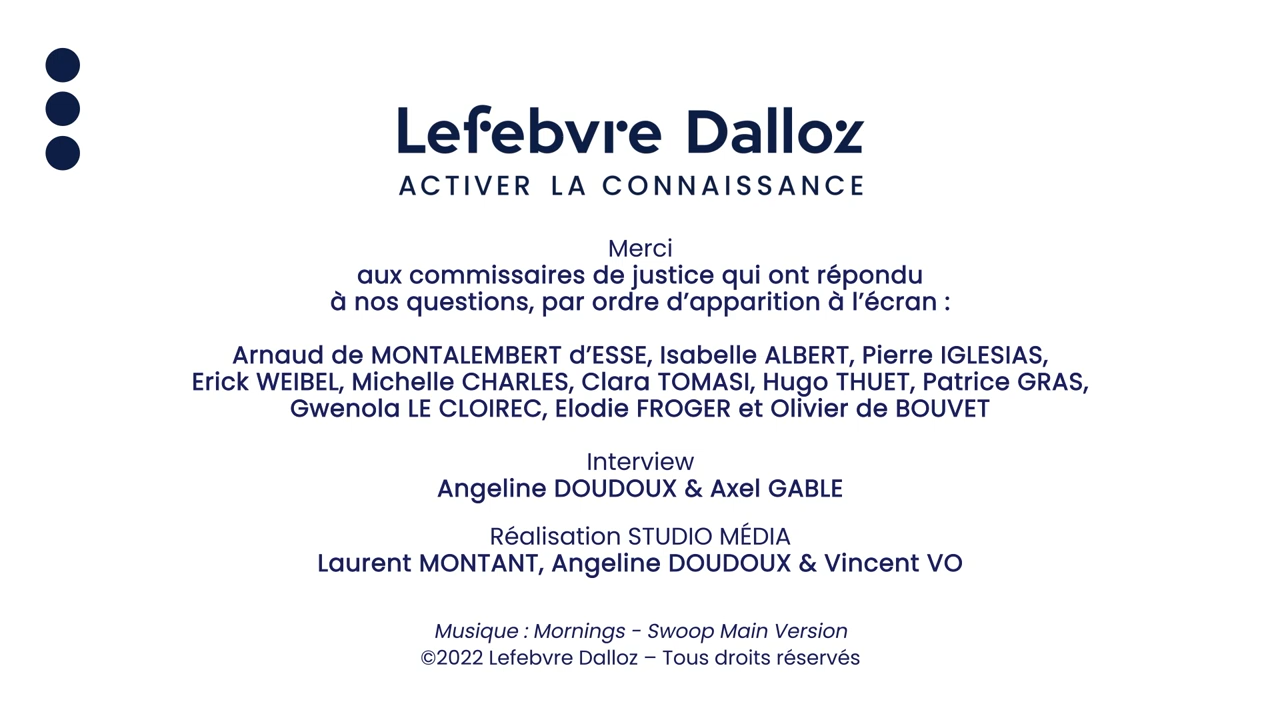 Lefebvre Dalloz
ACTIVER LA CONNAISSANCE
Merci
aux commissaires de justice qui ont répondu
à nos questions, par ordre d’apparition à l’écran :
Arnaud de MONTALEMBERT d’ESSE, Isabelle ALBERT, Pierre IGLESIAS,
Erick WEIBEL, Michelle CHARLES, Clara TOMASI, Hugo THUET, Patrice GRAS,
Gwenola LE CLOIREC, Elodie FROGER et Olivier de BOUVET
Interview
Angeline DOUDOUX & Axel GABLE
Réalisation STUDIO MÉDIA
Laurent MONTANT, Angeline DOUDOUX & Vincent VO
Musique : Mornings - Swoop Main Version
©2022 Lefebvre Dalloz – Tous droits réservés